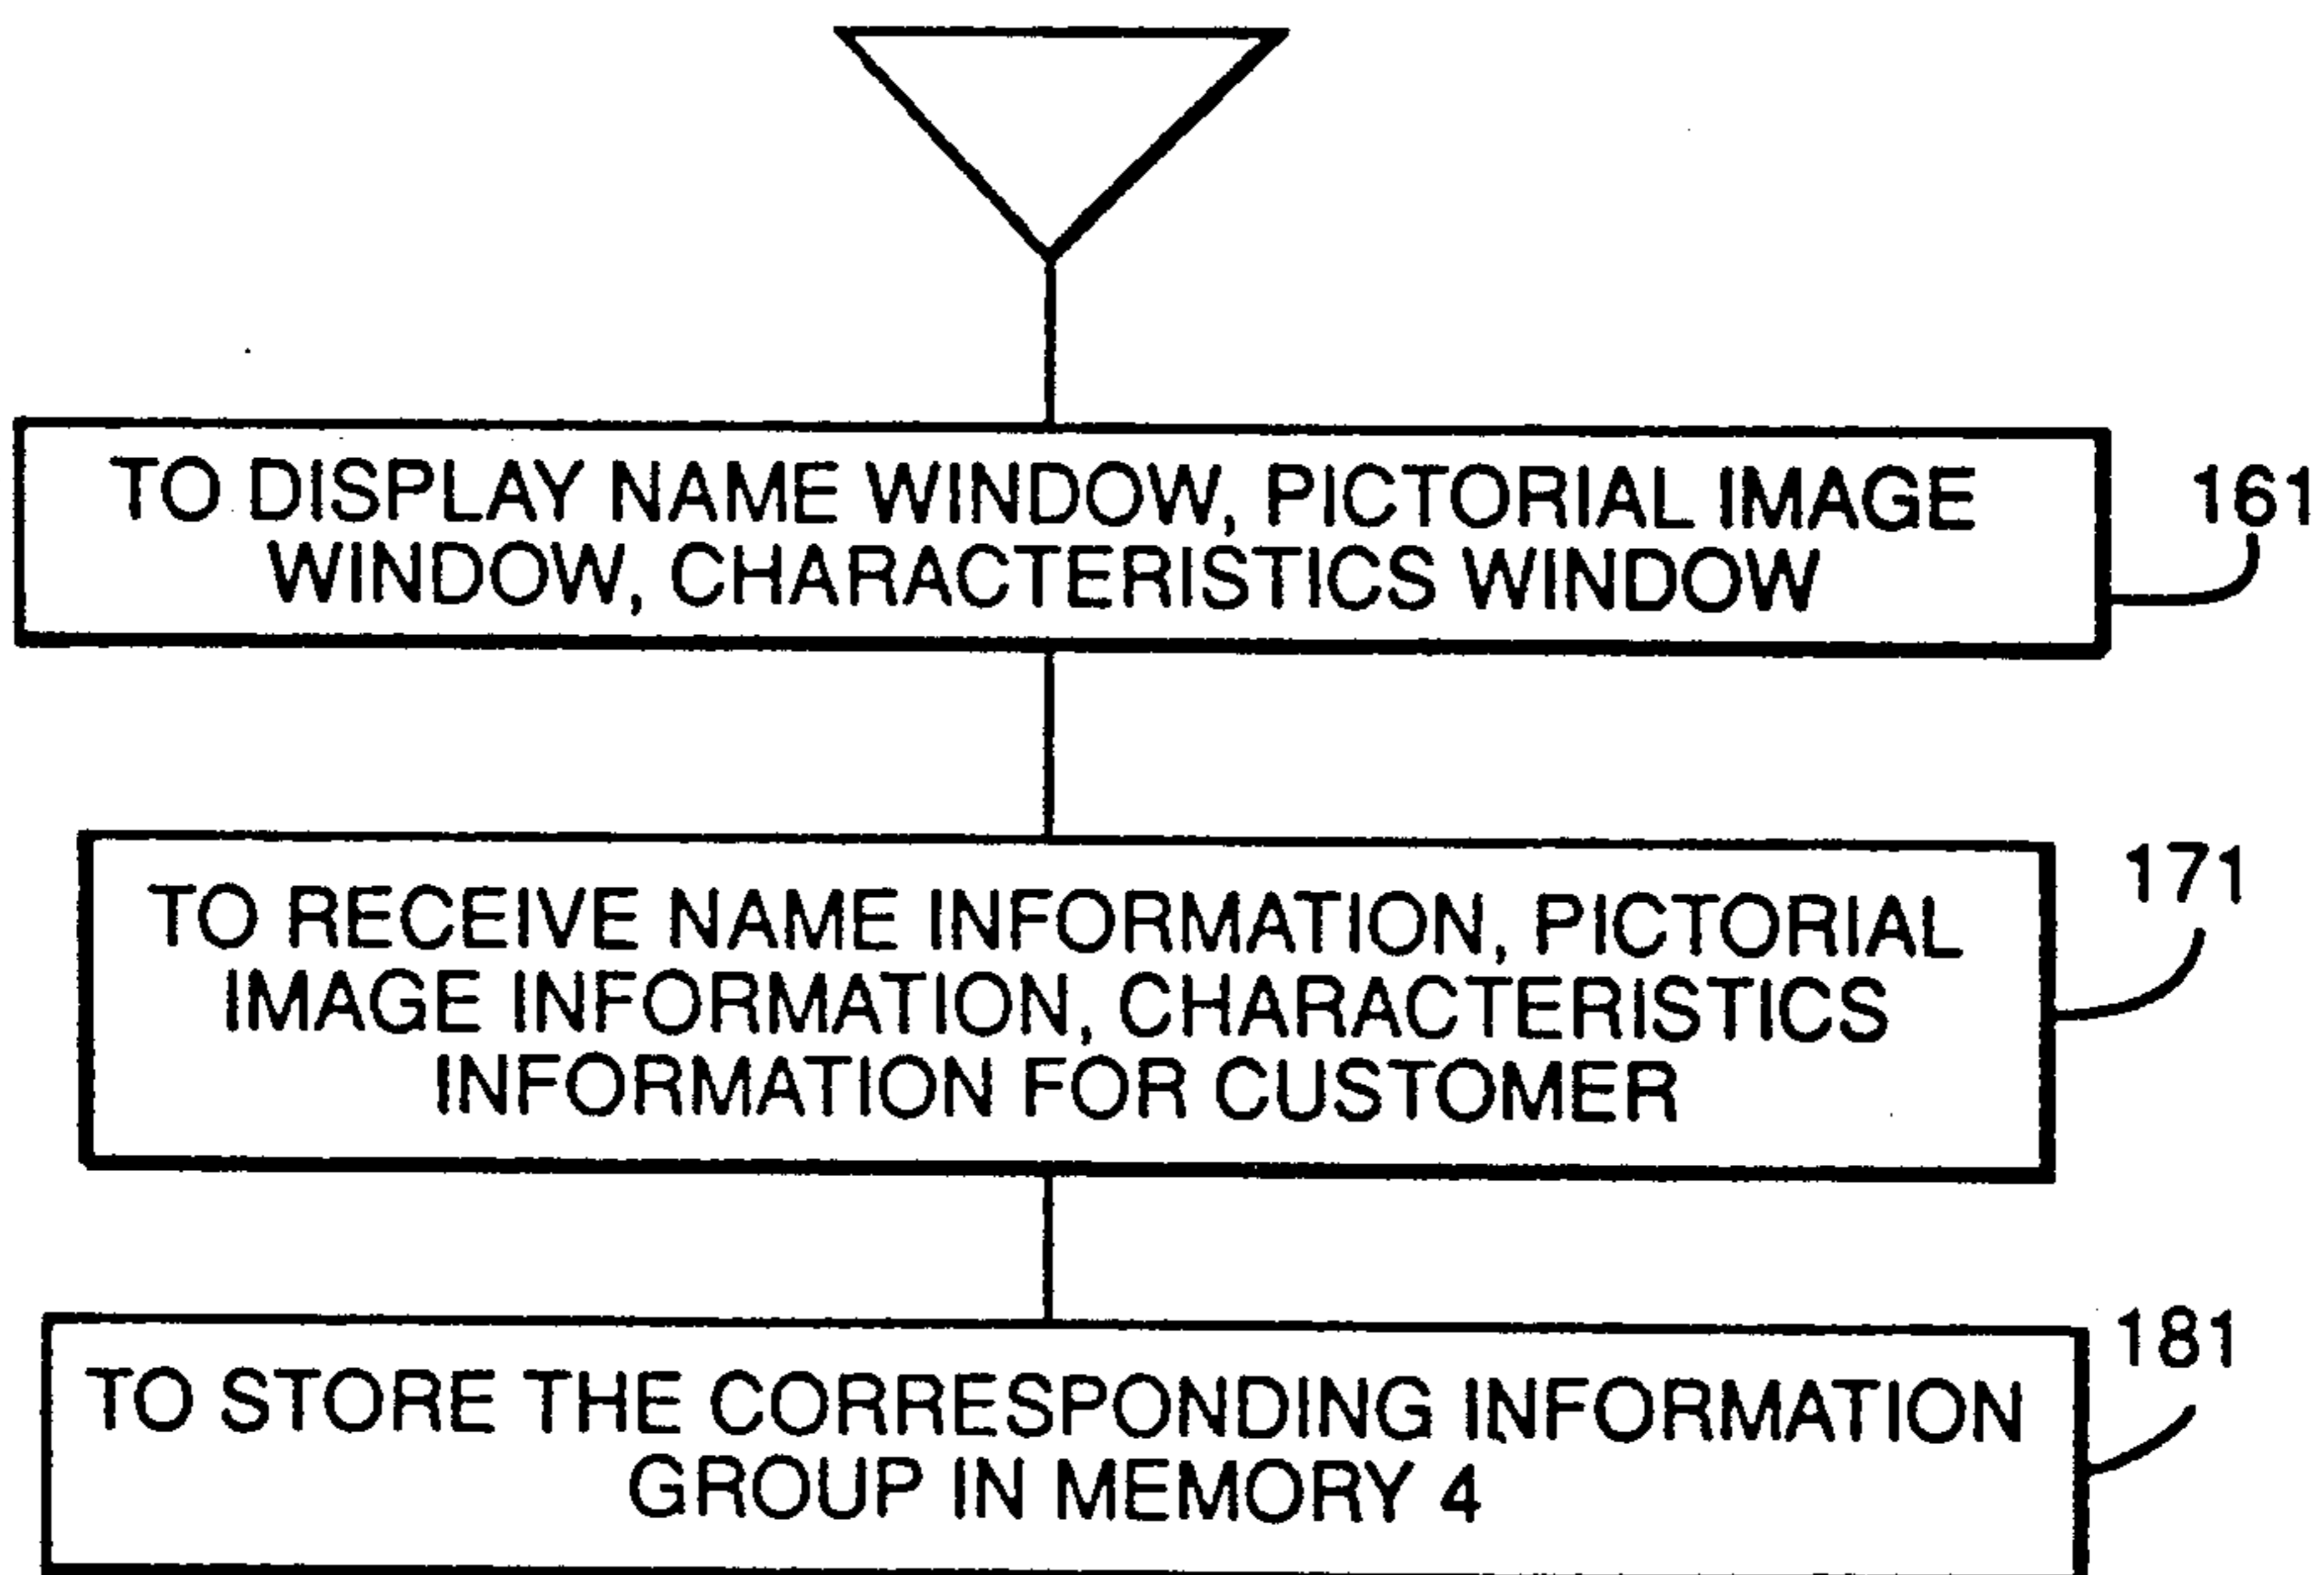 TO DISPLAY NAME WINDOW, PICTORIAL IMAGE
WINDOW, CHARACTERISTICS WINDOW
161
TO RECEIVE NAME INFORMATION, PICTORIAL
IMAGE INFORMATION, CHARACTERISTICS
INFORMATION FOR CUSTOMER
171
TO STORE THE CORRESPONDING INFORMATION
GROUP IN MEMORY 4
181